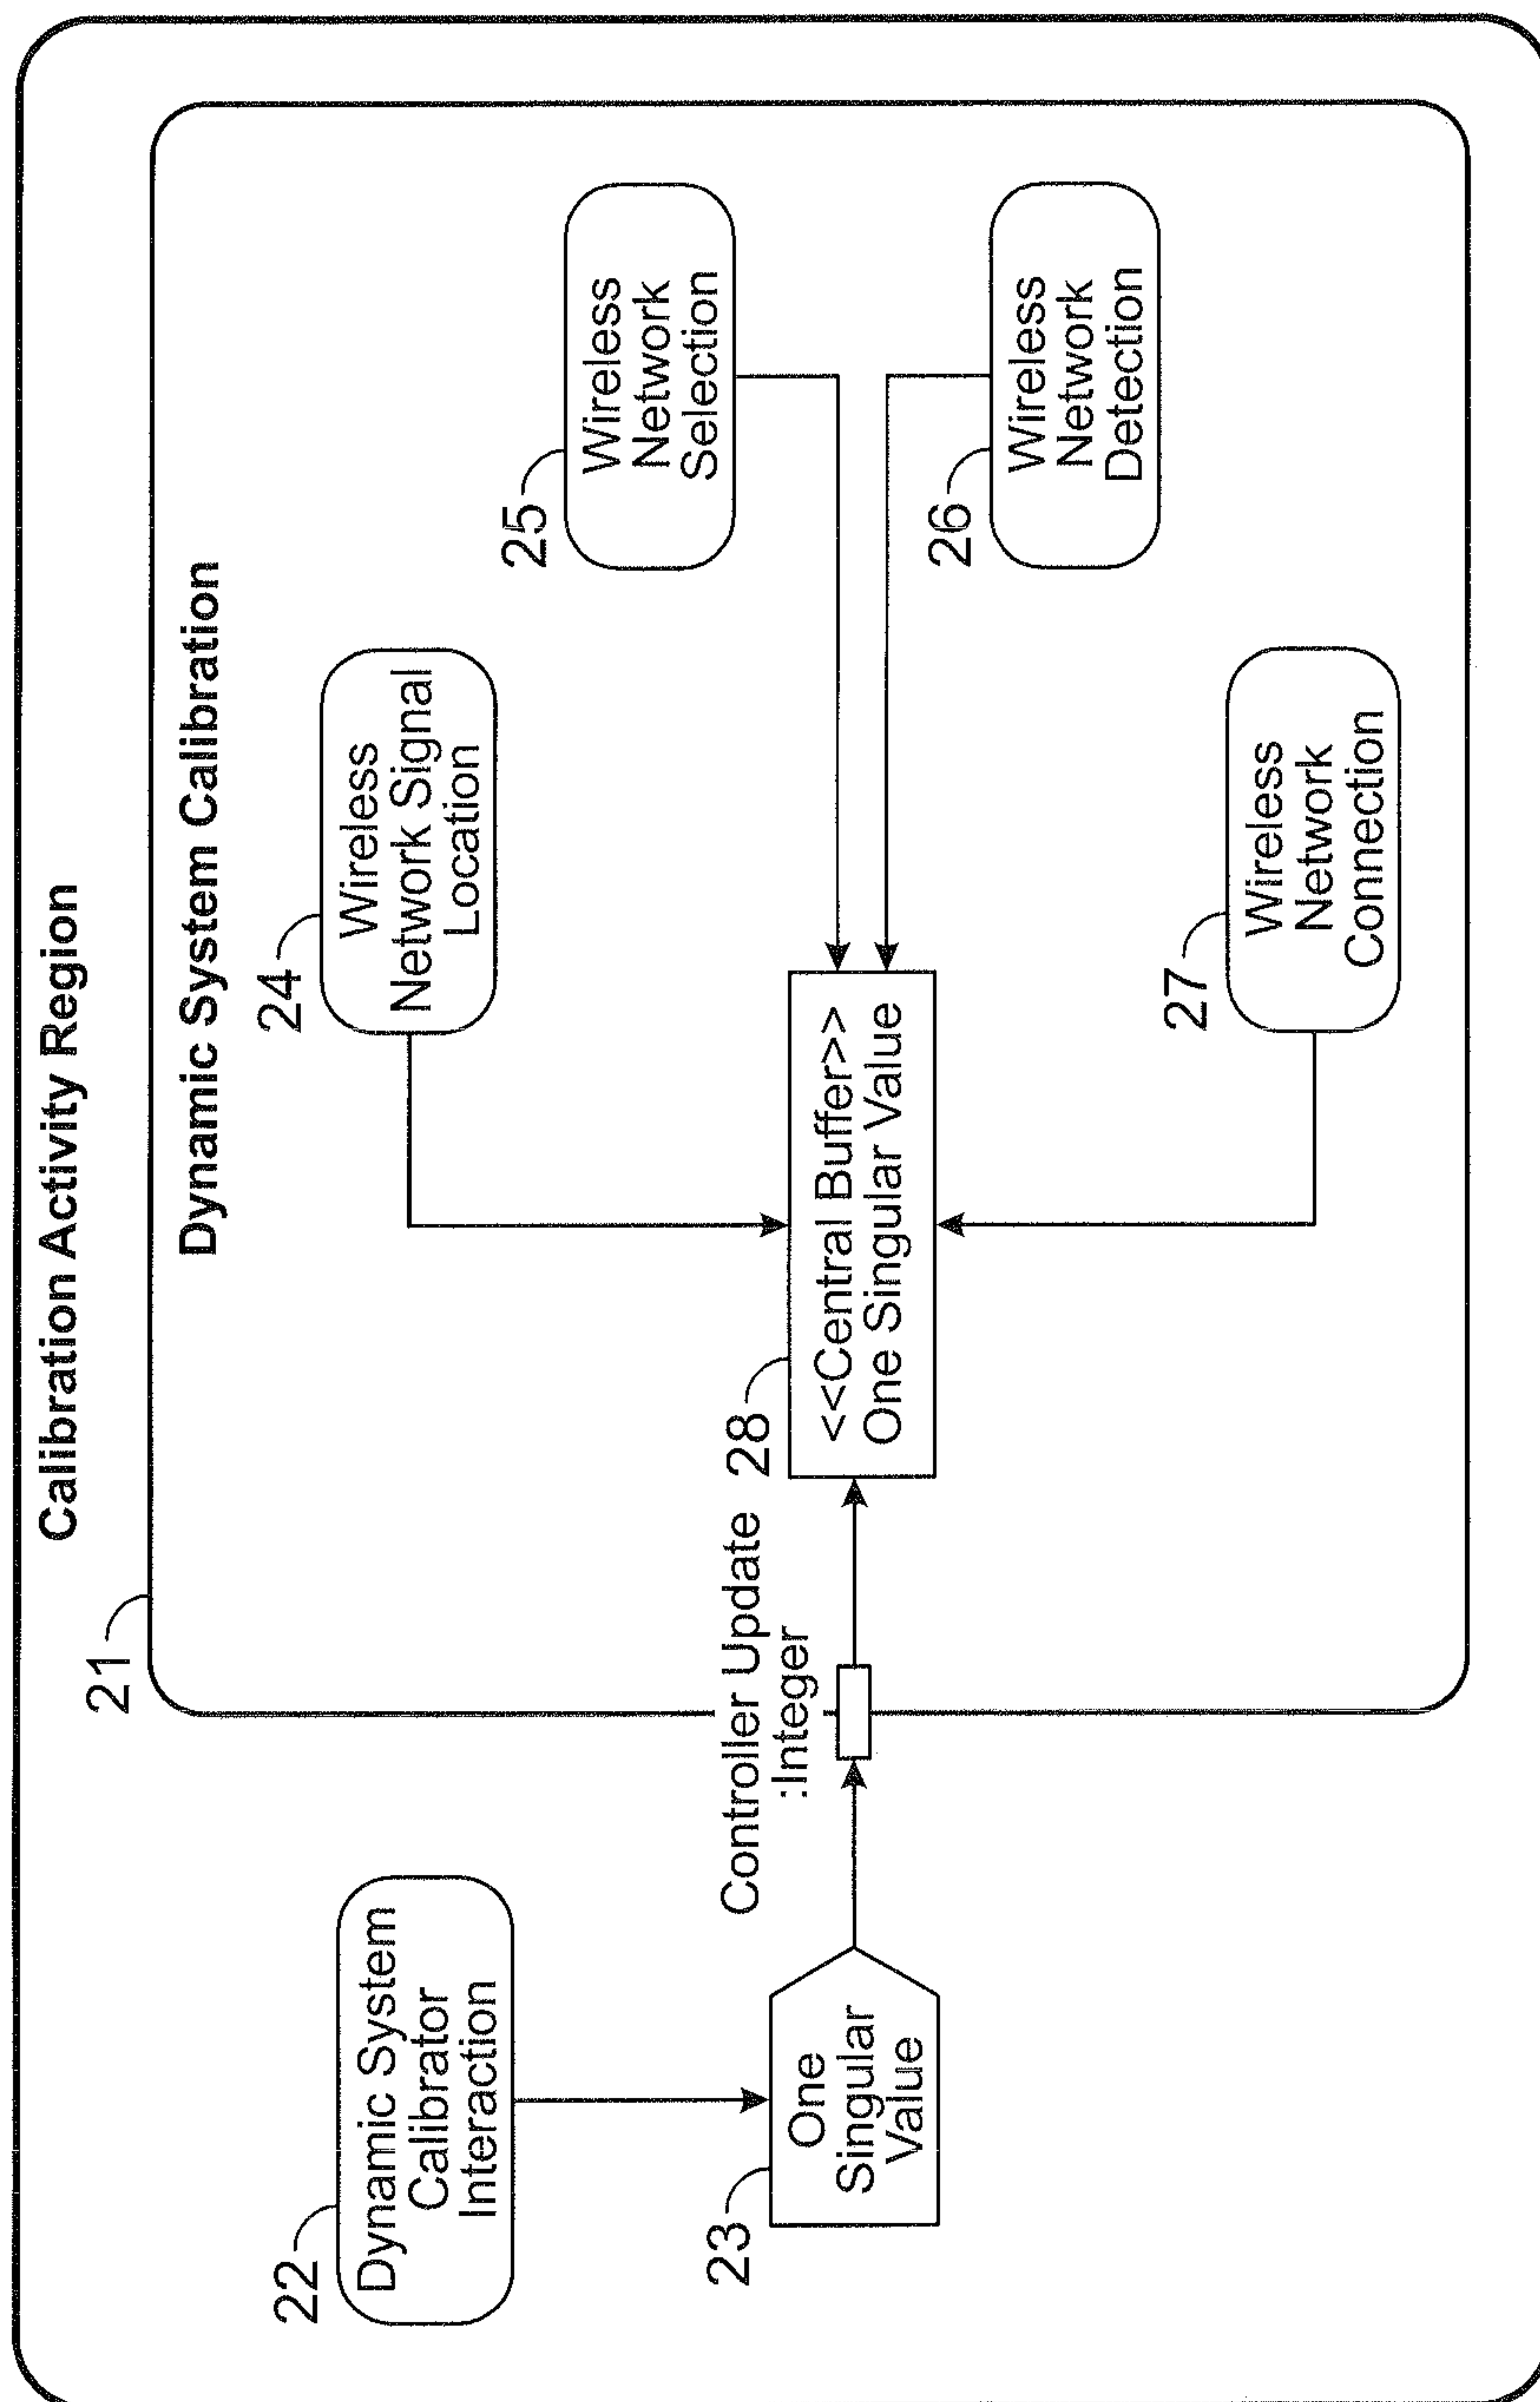 Calibration Activity Region
21
Dynamic System Calibration
22
Dynamic System
Calibrator
Interaction
23
One
Singular
Value
Controller Update
:Integer
28
<<Central Buffer>>
One Singular Value
24
Wireless
Network Signal
Location
25
Wireless
Network
Selection
26
Wireless
Network
Detection
27
Wireless
Network
Connection